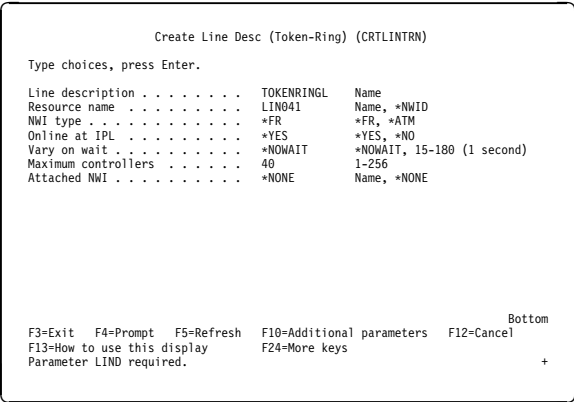 Create Line Desc (Token-Ring) (CRTLINTRN)
Type choices, press Enter.
Line description . . . . . . . . TOKENRINGL Name
Resource name . . . . . . . . . LIN041 Name, *NWID
NWI type . . . . . . . . . . . . *FR *FR, *ATM
Online at IPL . . . . . . . . . *YES *YES, *NO
Vary on wait . . . . . . . . . . *NOWAIT *NOWAIT, 15-180 (1 second)
Maximum controllers . . . . . . 40 1-256
Attached NWI . . . . . . . . . . *NONE Name, *NONE
Bottom
F3=Exit F4=Prompt F5=Refresh F10=Additional parameters F12=Cancel
F13=How to use this display F24=More keys
Parameter LIND required. +